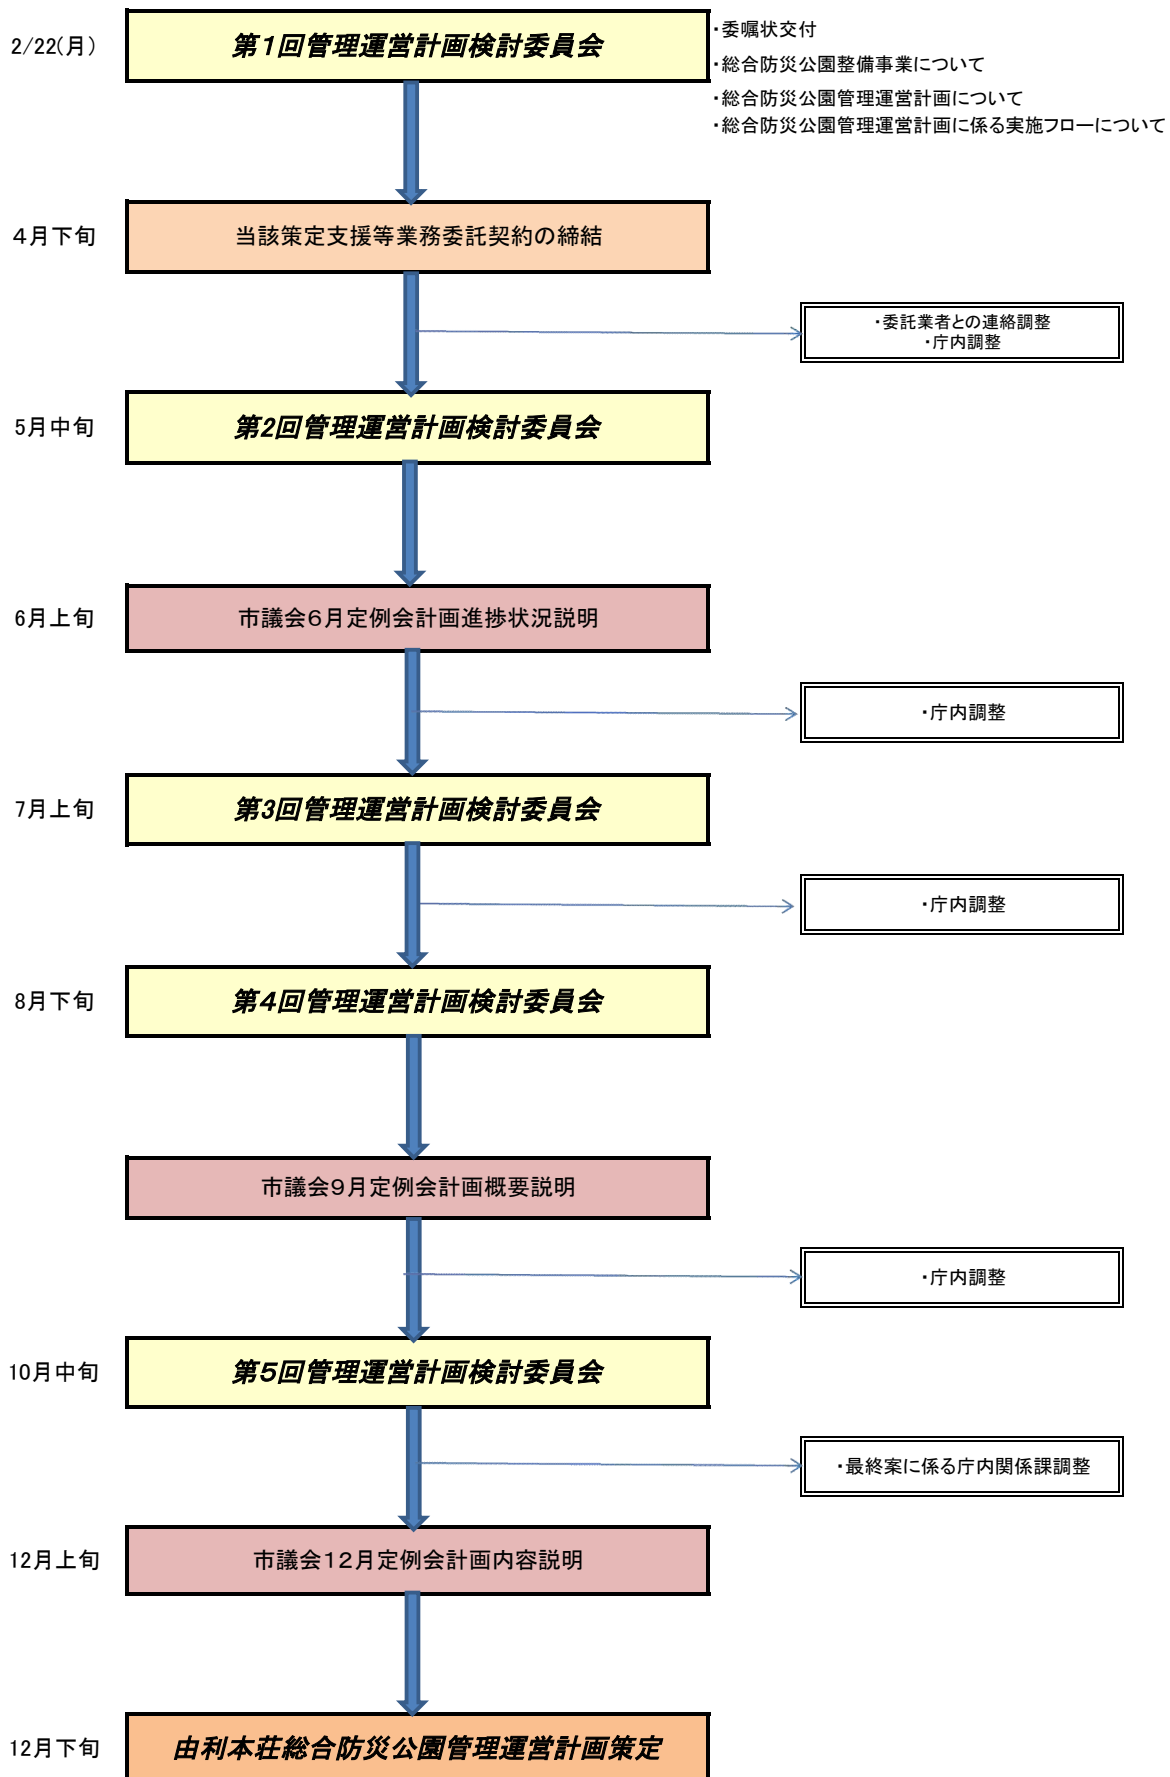 2/22(月)
第1回管理運営計画検討委員会
・委嘱状交付
・総合防災公園整備事業について
・総合防災公園管理運営計画について
・総合防災公園管理運営計画に係る実施フローについて
4月下旬
当該策定支援等業務委託契約の締結
・委託業者との連絡調整
・庁内調整
5月中旬
第2回管理運営計画検討委員会
6月上旬
市議会6月定例会計画進捗状況説明
・庁内調整
7月上旬
第3回管理運営計画検討委員会
・庁内調整
8月下旬
第4回管理運営計画検討委員会
市議会9月定例会計画概要説明
・庁内調整
10月中旬
第5回管理運営計画検討委員会
・最終案に係る庁内関係課調整
12月上旬
市議会12月定例会計画内容説明
12月下旬
由利本荘総合防災公園管理運営計画策定